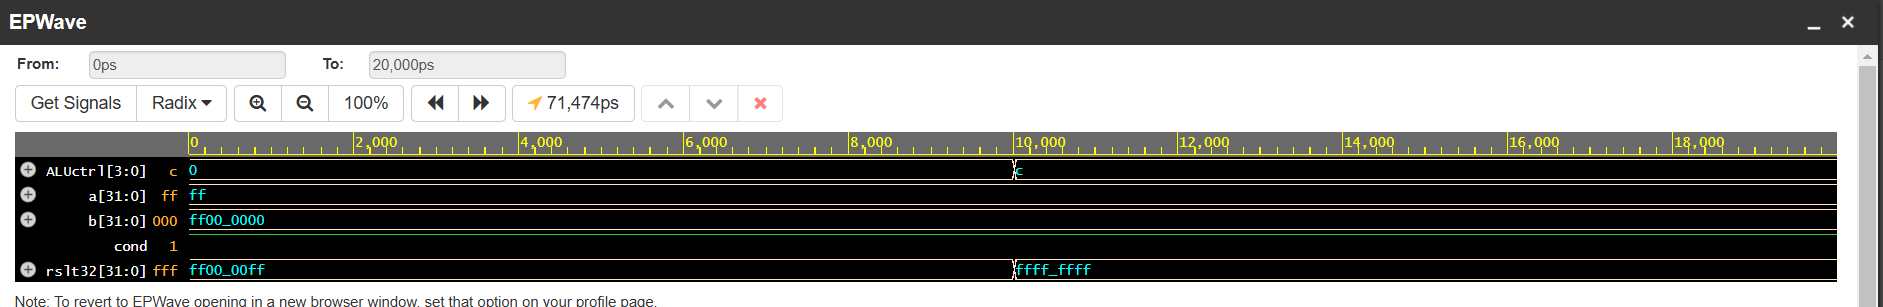 EPWave
From: 0ps To: 20,000ps
Get Signals Radix 100% 71,474ps
0 2,000 4,000 6,000 8,000 10,000 12,000 14,000 16,000 18,000
ALUctrl[3:0] c 0 c
a[31:0] ff ff
b[31:0] 000 ff00_0000
cond 1
rslt32[31:0] fff ff00_00ff ffff_ffff
Note: To revert to EPWave opening in a new browser window, set that option on your profile page.